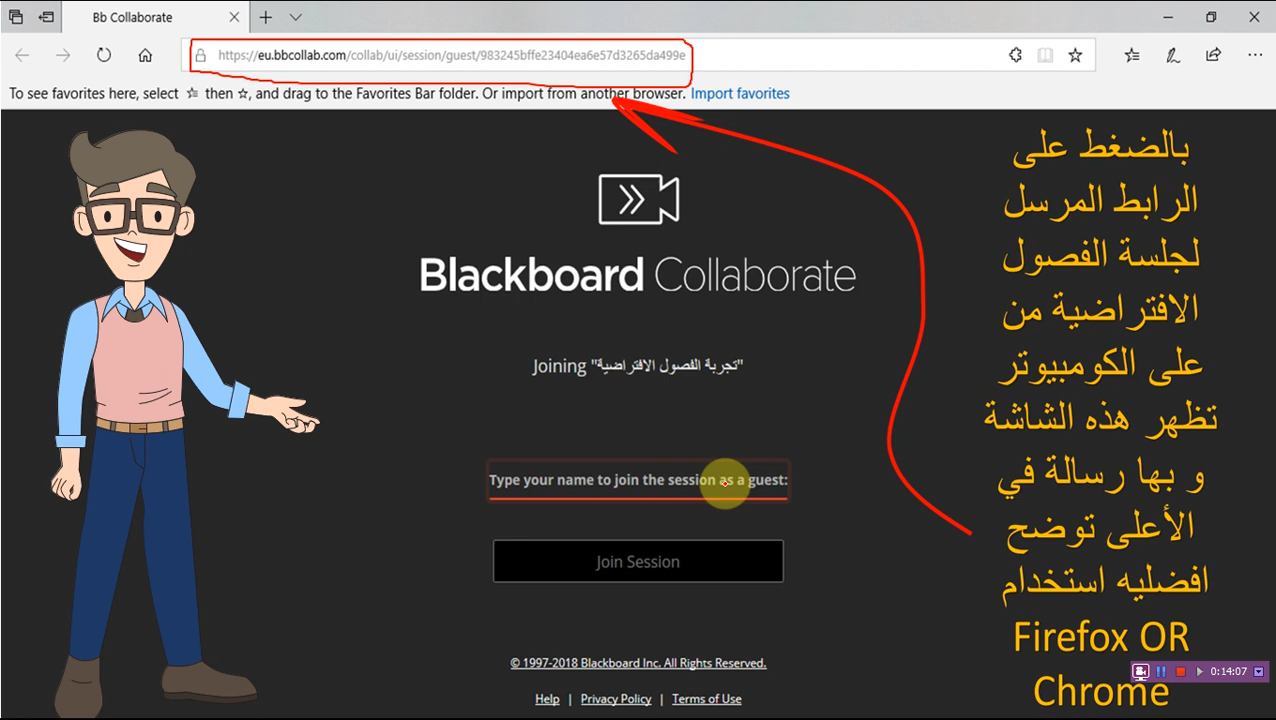 Bb Collaborate
https://eu.bbcollab.com/collab/ui/session/guest/983245bffe23404ea6e57d3265da499e
To see favorites here, select then, and drag to the Favorites Bar folder. Or import from another browser. Import favorites
Blackboard Collaborate
Joining "تجربة الفصول الافتراضية"
Type your name to join the session as a guest:
Join Session
© 1997-2018 Blackboard Inc. All Rights Reserved.
Help | Privacy Policy | Terms of Use
بالضغط على
الرابط المرسل
لجلسة الفصول
الافتراضية من
على الكومبيوتر
تظهر هذه الشاشة
و بها رسالة في
الأعلى توضح
افضليه استخدام
Firefox OR
Chrome
0:14:07